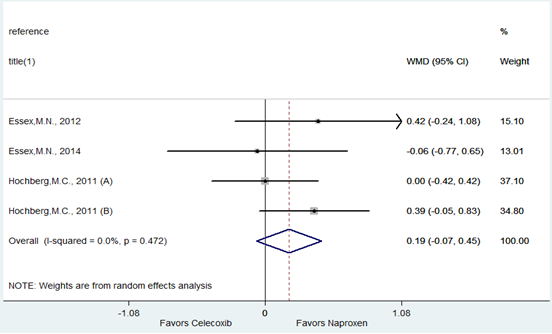 reference %
title(1) WMD (95% CI) Weight
Essex,M.N., 2012 0.42 (-0.24, 1.08) 15.10
Essex,M.N., 2014 -0.06 (-0.77, 0.65) 13.01
Hochberg,M.C., 2011 (A) 0.00 (-0.42, 0.42) 37.10
Hochberg,M.C., 2011 (B) 0.39 (-0.05, 0.83) 34.80
Overall (I-squared = 0.0%, p = 0.472) 0.19 (-0.07, 0.45) 100.00
NOTE: Weights are from random effects analysis
-1.08 0 1.08
Favors Celecoxib Favors Naproxen